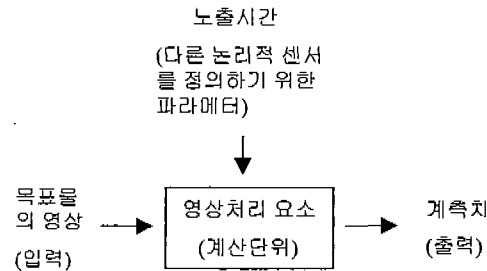 노출시간
(다른 논리적 센서
를 정의하기 위한
파라메터)
목표물
의 영상
(입력)
영상처리 요소
(계산단위)
계측치
(출력)